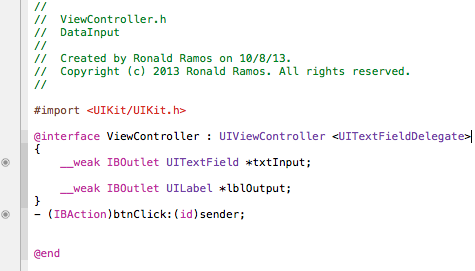 //
//  ViewController.h
//  DataInput
//
//  Created by Ronald Ramos on 10/8/13.
//  Copyright (c) 2013 Ronald Ramos. All rights reserved.
//
#import <UIKit/UIKit.h>
@interface ViewController : UIViewController <UITextFieldDelegate>
{
    __weak IBOutlet UITextField *txtInput;
    __weak IBOutlet UILabel *lblOutput;
}
- (IBAction)btnClick:(id)sender;
@end